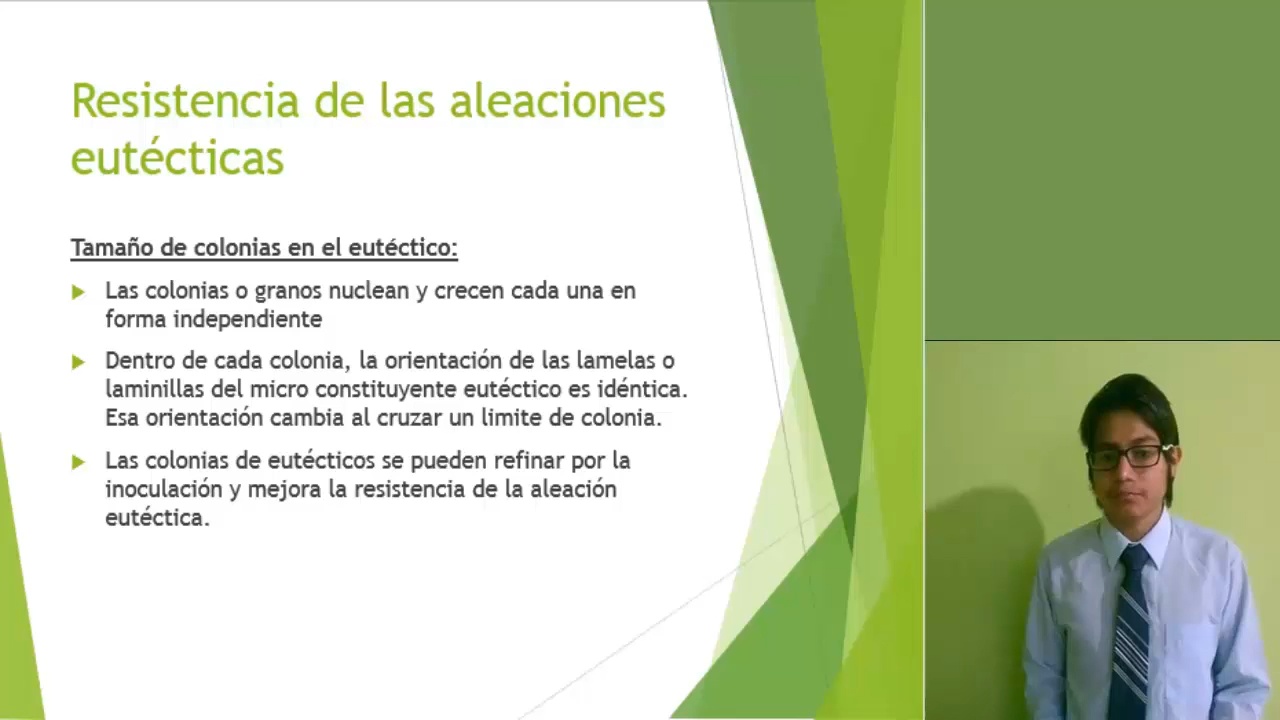 Resistencia de las aleaciones
eutécticas
Tamaño de colonias en el eutéctico:
Las colonias o granos nuclean y crecen cada una en
forma independiente
Dentro de cada colonia, la orientación de las lamelas o
laminillas del micro constituyente eutéctico es idéntica.
Esa orientación cambia al cruzar un limite de colonia.
Las colonias de eutécticos se pueden refinar por la
inoculación y mejora la resistencia de la aleación
eutéctica.